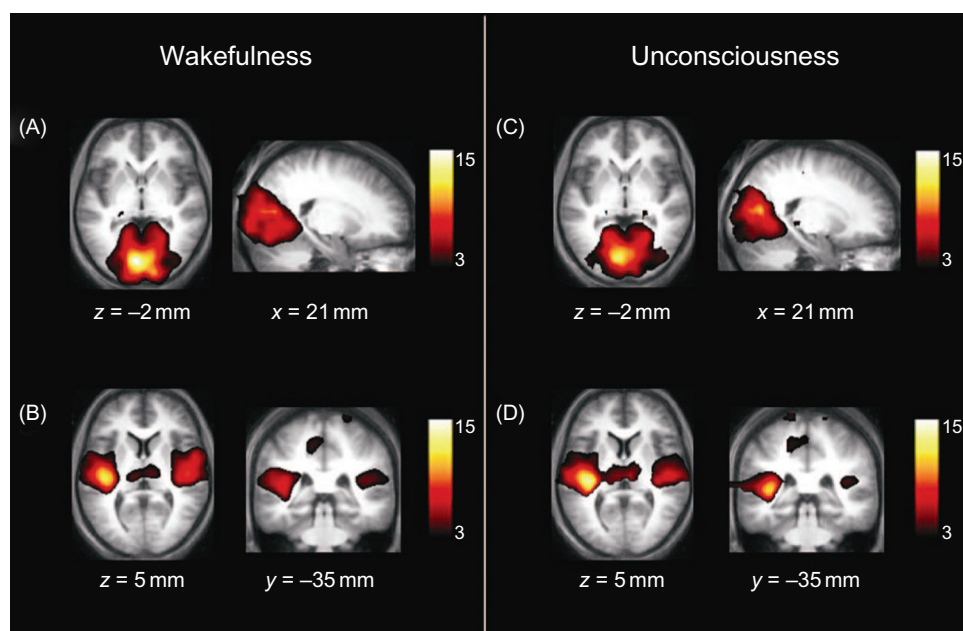 Wakefulness
Unconsciousness
(A)
15
3
z = –2 mm
x = 21 mm
(C)
15
3
z = –2 mm
x = 21 mm
(B)
15
3
z = 5 mm
y = –35 mm
(D)
15
3
z = 5 mm
y = –35 mm